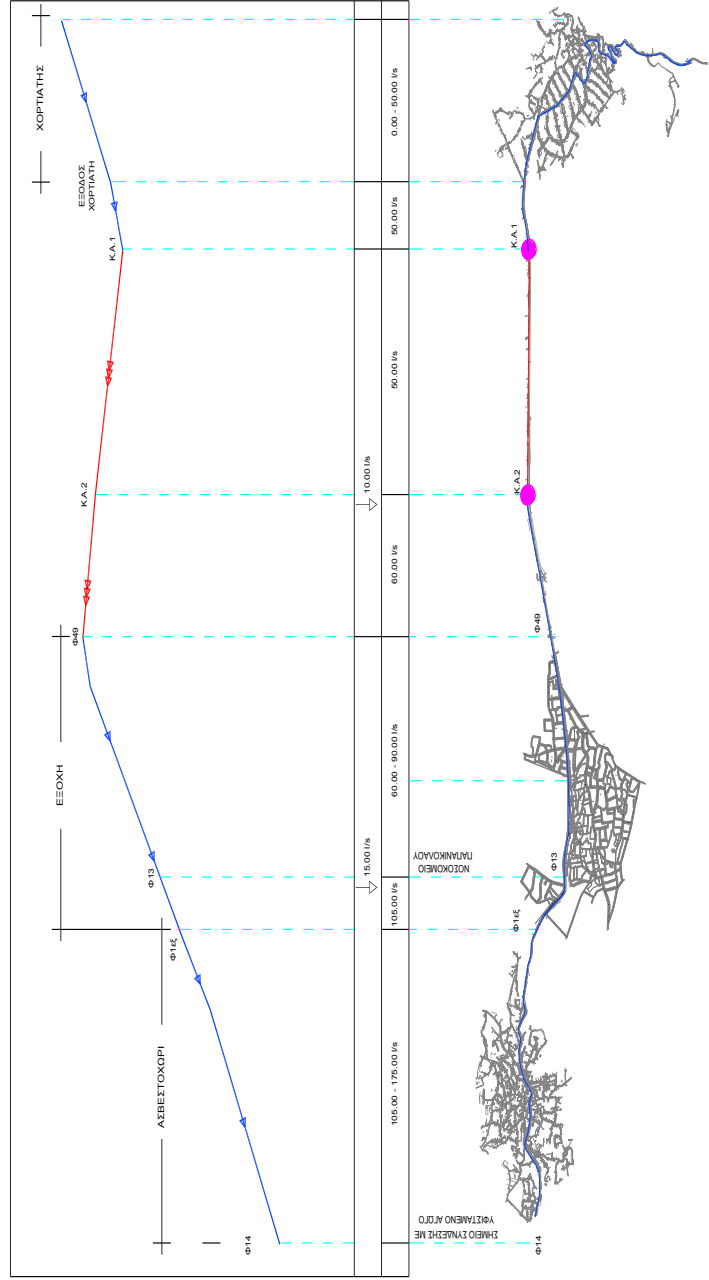 ΧΟΡΤΙΑΤΗΣ
ΕΞΟΔΟΣ
ΧΟΡΤΙΑΤΗ
Κ.Α.1
Κ.Α.2
Φ49
ΕΞΟΧΗ
Φ13
Φ1εξ
ΑΣΒΕΣΤΟΧΩΡΙ
Φ14
10.00 l/s
15.00 l/s
0.00 - 50.00 l/s
50.00 l/s
50.00 l/s
60.00 l/s
60.00 - 90.00 l/s
105.00 l/s
105.00 - 175.00 l/s
Κ.Α.1
Κ.Α.2
Φ49
ΝΟΣΟΚΟΜΕΙΟ
ΠΑΠΑΝΙΚΟΛΑΟΥ
Φ13
Φ1εξ
ΣΗΜΕΙΟ ΣΥΝΔΕΣΗΣ ΜΕ
ΥΦΙΣΤΑΜΕΝΟ ΑΓΩΓΟ
Φ14